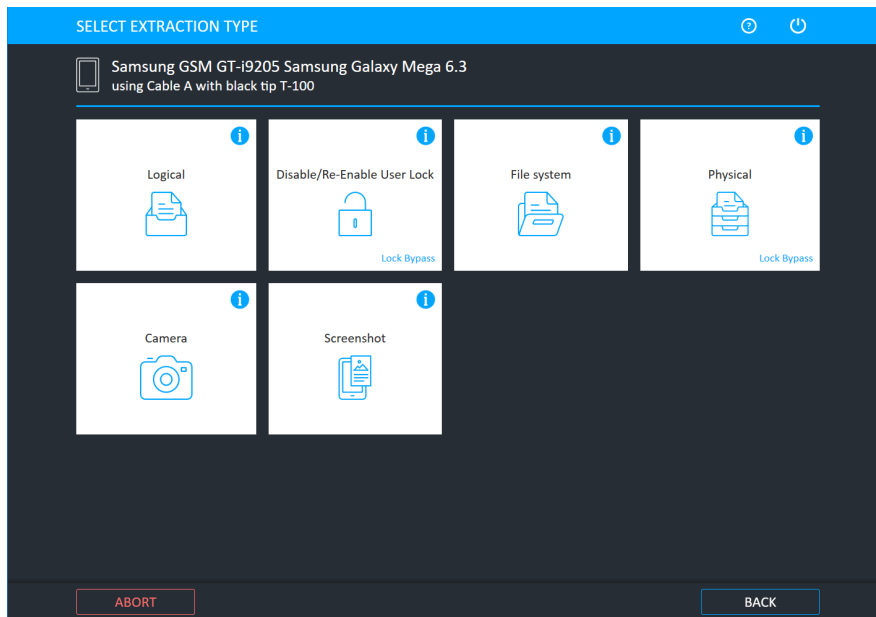 SELECT EXTRACTION TYPE
Samsung GSM GT-i9205 Samsung Galaxy Mega 6.3
using Cable A with black tip T-100
Logical
Disable/Re-Enable User Lock
Lock Bypass
File system
Physical
Lock Bypass
Camera
Screenshot
ABORT
BACK